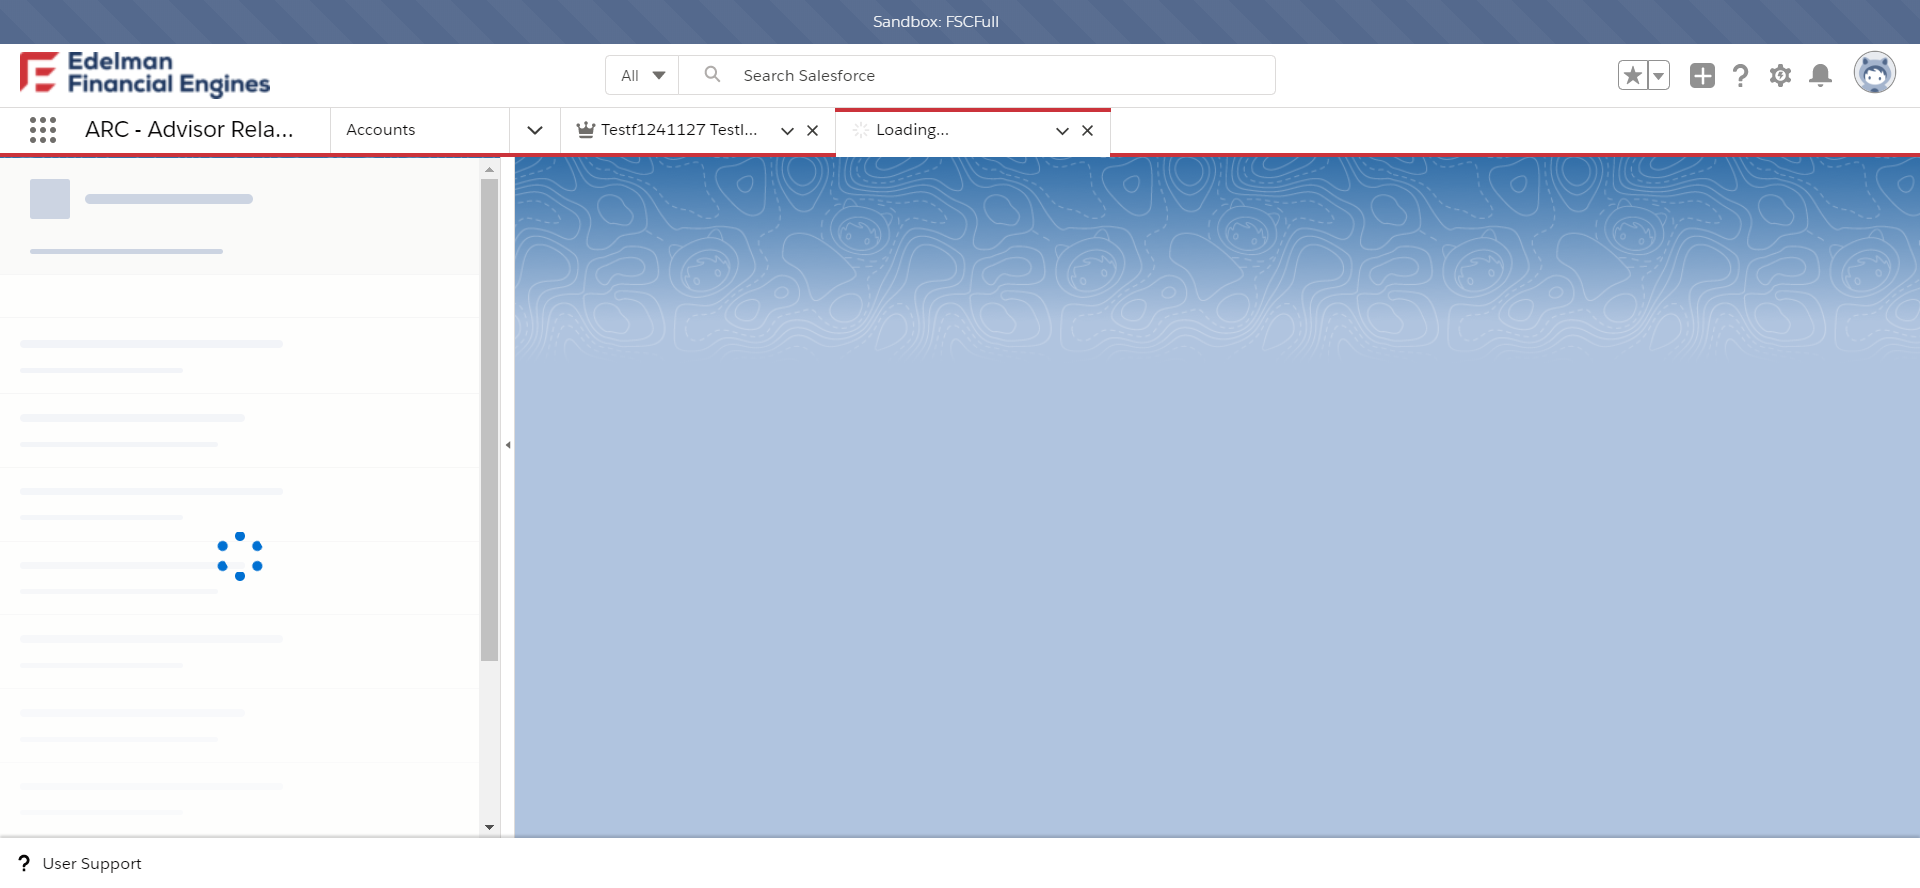 Sandbox: FSCFull
Edelman
Financial Engines
All
Search Salesforce
ARC - Advisor Rela...
Accounts
Testf1241127 Testl...
Loading...
User Support